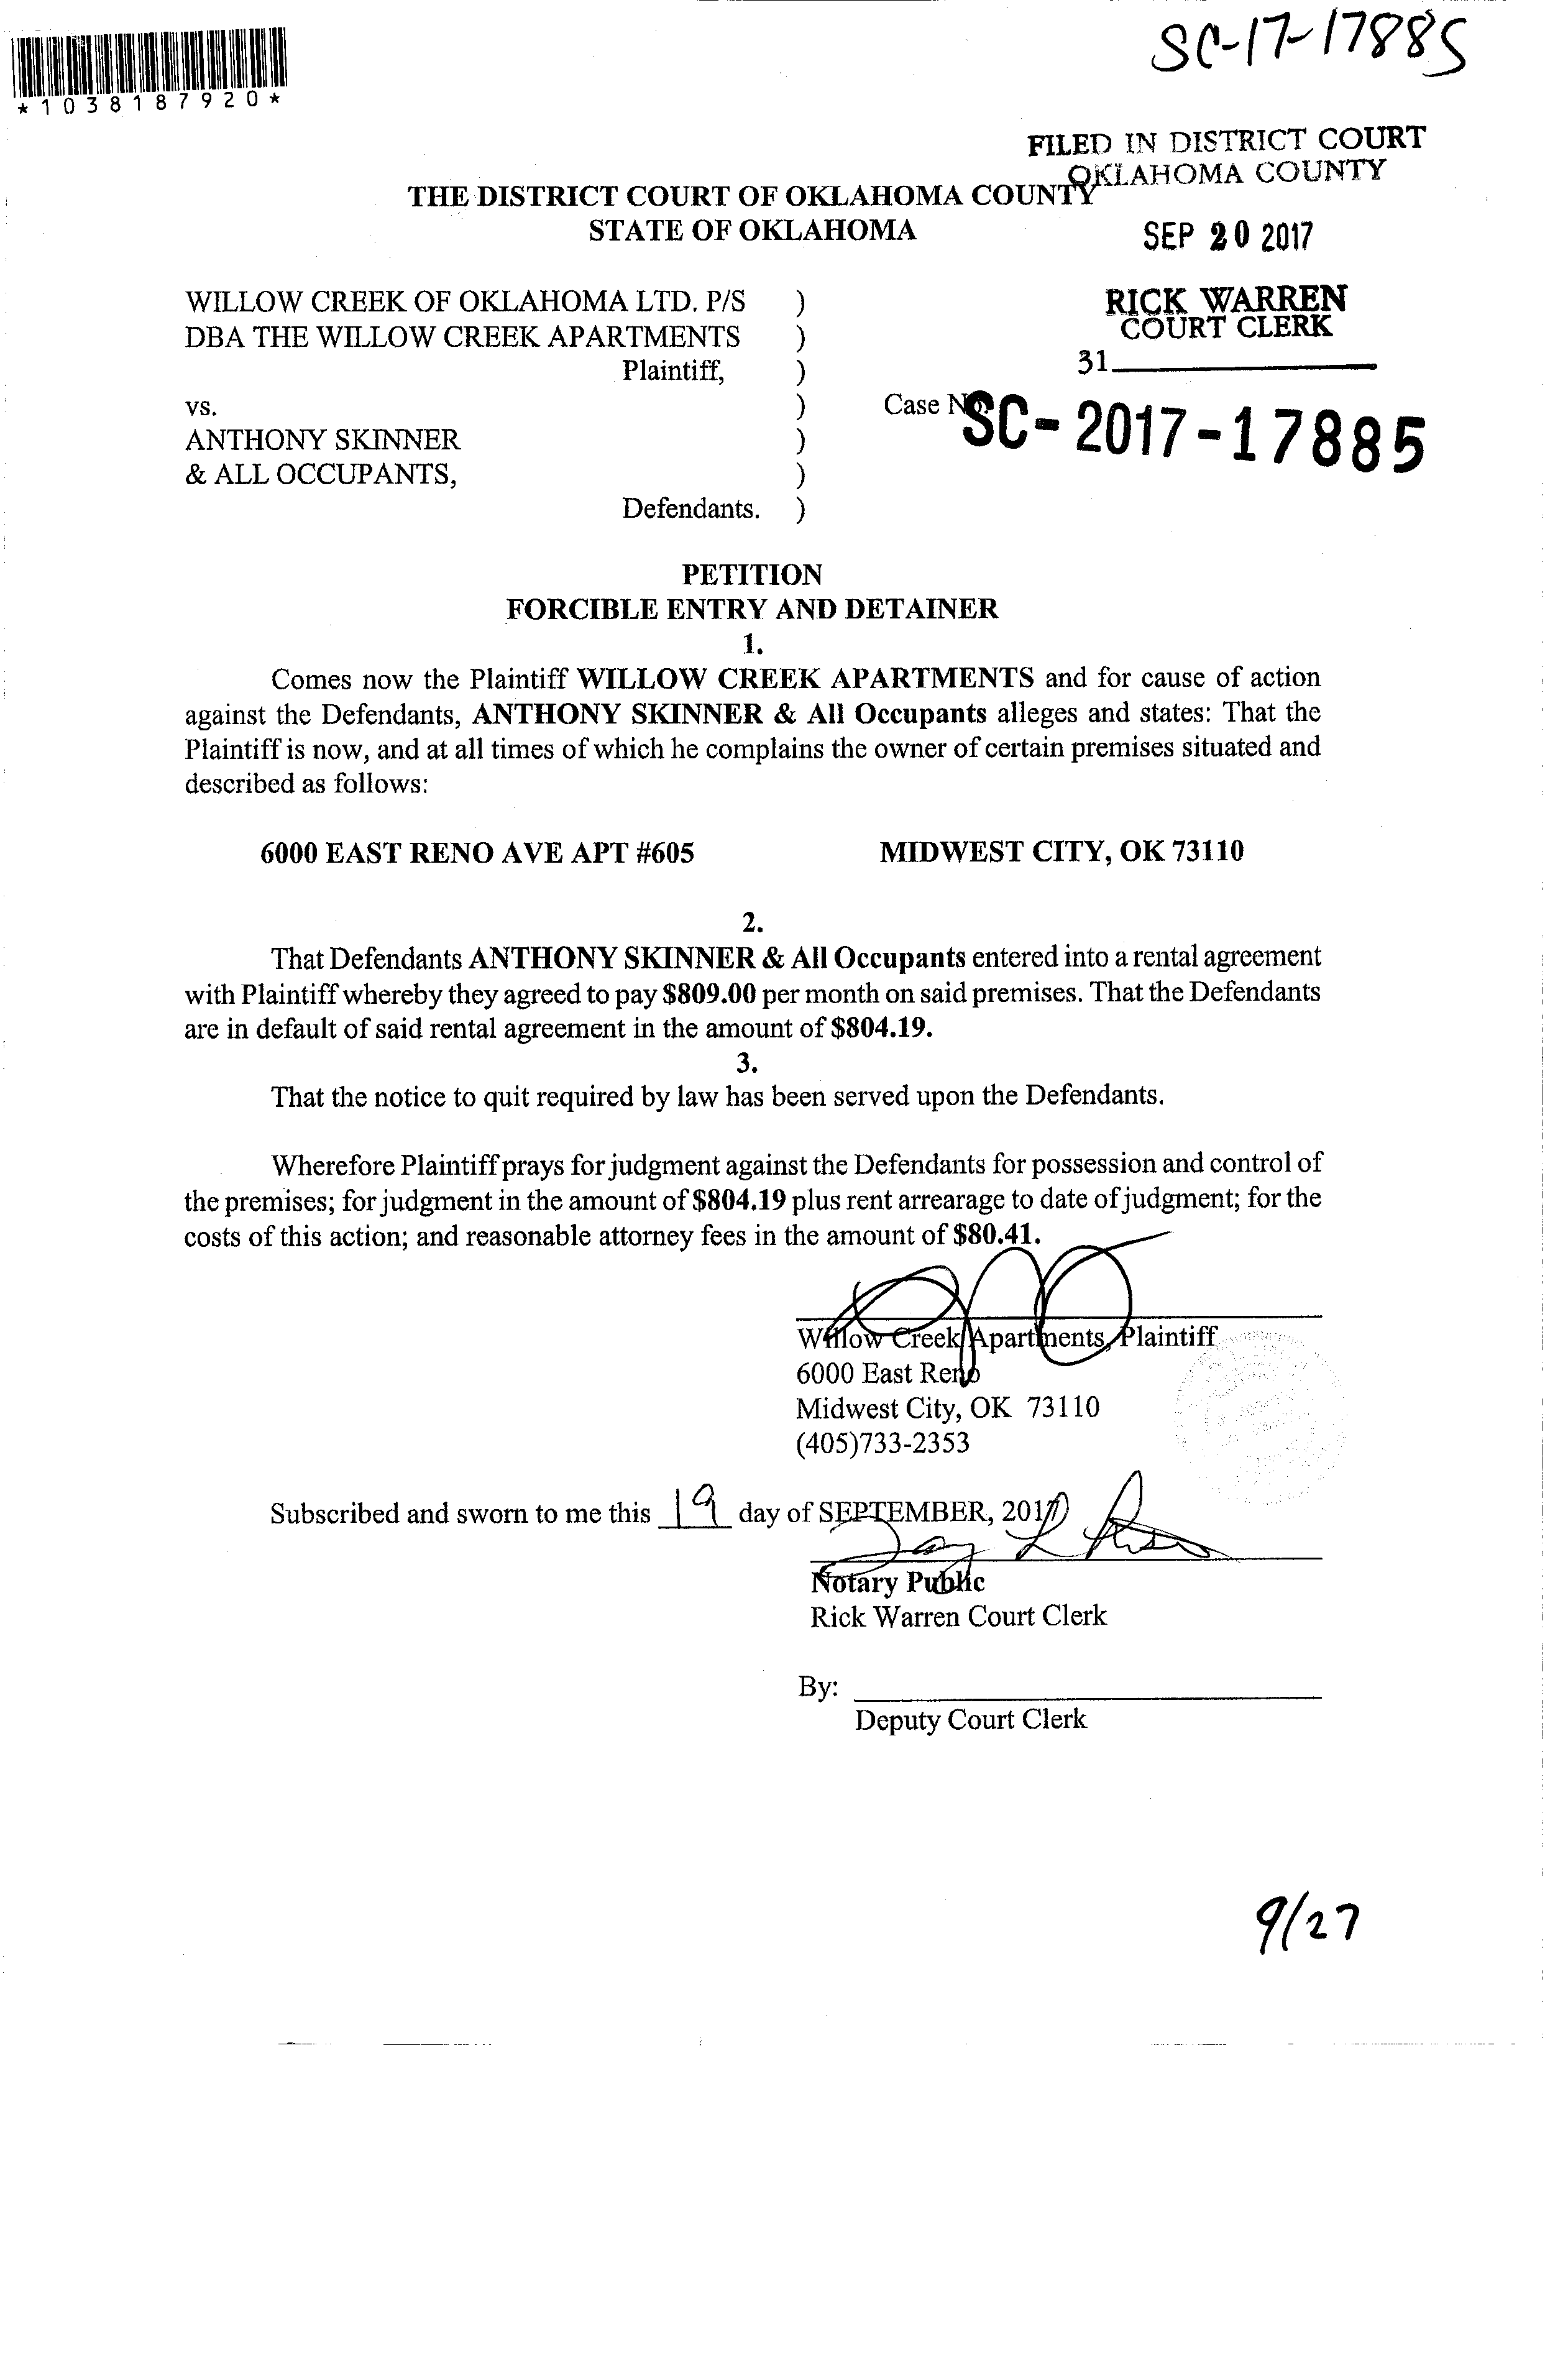 SC-17-17885
*1038187920*
FILED IN DISTRICT COURT
OKLAHOMA COUNTY
THE DISTRICT COURT OF OKLAHOMA COUNTY
STATE OF OKLAHOMA
SEP 20 2017
WILLOW CREEK OF OKLAHOMA LTD. P/S )
DBA THE WILLOW CREEK APARTMENTS )
Plaintiff, )
RICK WARREN
COURT CLERK
31
vs. )
Case No. SC-2017-17885
ANTHONY SKINNER )
& ALL OCCUPANTS, )
Defendants. )
PETITION
FORCIBLE ENTRY AND DETAINER
1.
Comes now the Plaintiff WILLOW CREEK APARTMENTS and for cause of action
against the Defendants, ANTHONY SKINNER & All Occupants alleges and states: That the
Plaintiff is now, and at all times of which he complains the owner of certain premises situated and
described as follows:
6000 EAST RENO AVE APT #605 MIDWEST CITY, OK 73110
2.
That Defendants ANTHONY SKINNER & All Occupants entered into a rental agreement
with Plaintiff whereby they agreed to pay $809.00 per month on said premises. That the Defendants
are in default of said rental agreement in the amount of $804.19.
3.
That the notice to quit required by law has been served upon the Defendants.
Wherefore Plaintiff prays for judgment against the Defendants for possession and control of
the premises; for judgment in the amount of $804.19 plus rent arrearage to date of judgment; for the
costs of this action; and reasonable attorney fees in the amount of $80.41.
Willow Creek Apartments, Plaintiff
6000 East Reno
Midwest City, OK 73110
(405)733-2353
Subscribed and sworn to me this 19 day of SEPTEMBER, 2017
Notary Public
Rick Warren Court Clerk
By:
Deputy Court Clerk
9/27